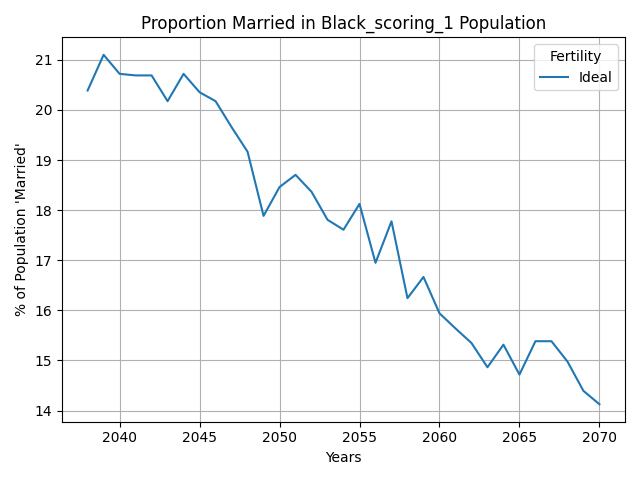 Proportion Married in Black_scoring_1 Population
Fertility
Ideal
% of Population 'Married'
21
20
19
18
17
16
15
14
2040 2045 2050 2055 2060 2065 2070
Years